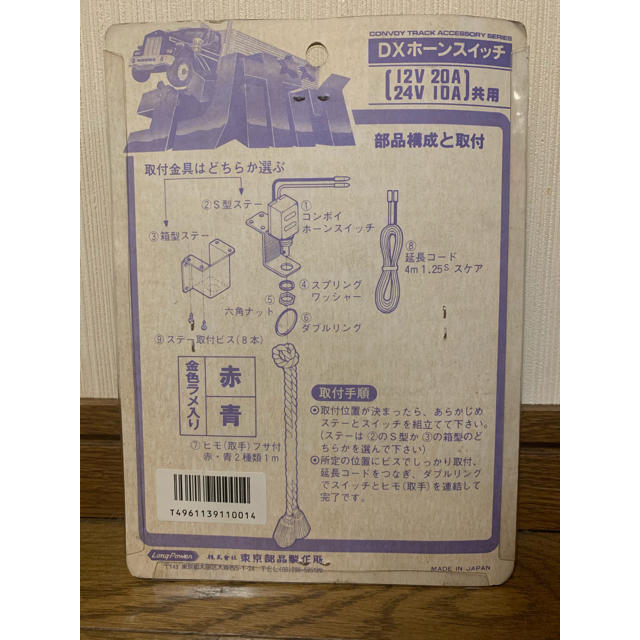 CONVOY TRACK ACCESSORY SERIES
DXホーンスイッチ
12V 20A
24V 10A
共用
部品構成と取付
取付金具はどちらか選ぶ
②S型ステー
①
コンボイ
ホーンスイッチ
③箱型ステー
⑧
延長コード
4m 1.25S スケア
④スプリング
ワッシャー
⑤
六角ナット
⑥
ダブルリング
⑨ステー取付ビス(8本)
金色ラメ入り
赤
青
⑦ヒモ(取手)フサ付
赤・青2種類1m
取付手順
●取付位置が決まったら、あらかじめ
ステーとスイッチを組立てて下さい。
(ステーは②のS型か③の箱型のど
ちらかを選んで下さい)
●所定の位置にビスでしっかり取付、
延長コードをつなぎ、ダブルリング
でスイッチとヒモ(取手)を連結して
完了です。
T4961139110014
LongPower
株式会社 東京部品製作所
MADE IN JAPAN